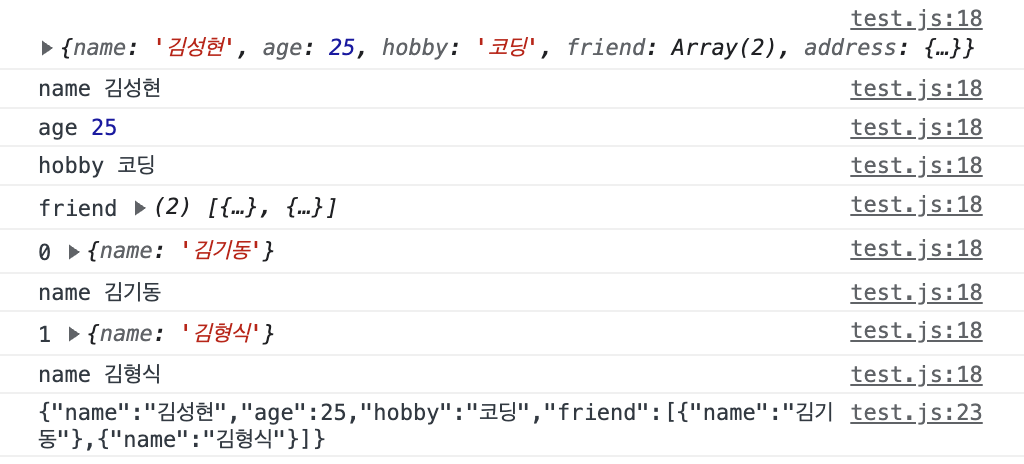 test.js:18
▶{name: '김성현', age: 25, hobby: '코딩', friend: Array(2), address: {…}}
name 김성현 test.js:18
age 25 test.js:18
hobby 코딩 test.js:18
friend ▶(2) [{…}, {…}] test.js:18
0 ▶{name: '김기동'} test.js:18
name 김기동 test.js:18
1 ▶{name: '김형식'} test.js:18
name 김형식 test.js:18
{"name":"김성현","age":25,"hobby":"코딩","friend":[{"name":"김기 test.js:23
동"},{"name":"김형식"}]}